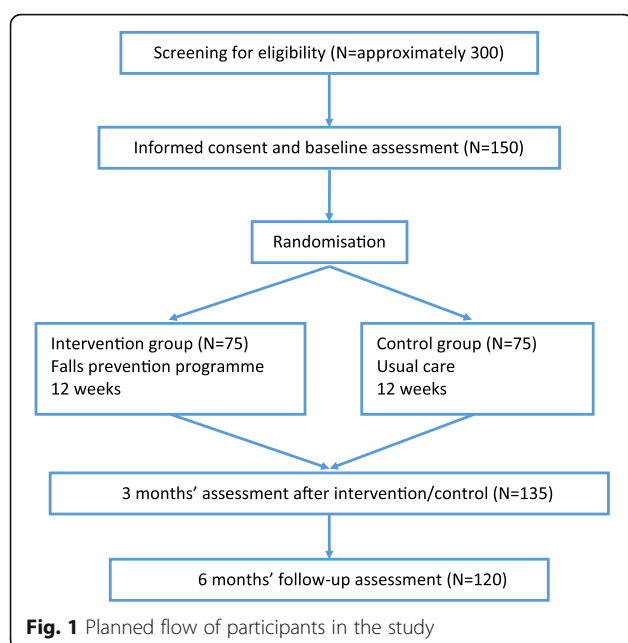 Screening for eligibility (N=approximately 300)
Informed consent and baseline assessment (N=150)
Randomisation
Intervention group (N=75)
Falls prevention programme
12 weeks
Control group (N=75)
Usual care
12 weeks
3 months’ assessment after intervention/control (N=135)
6 months’ follow-up assessment (N=120)
Fig. 1 Planned flow of participants in the study